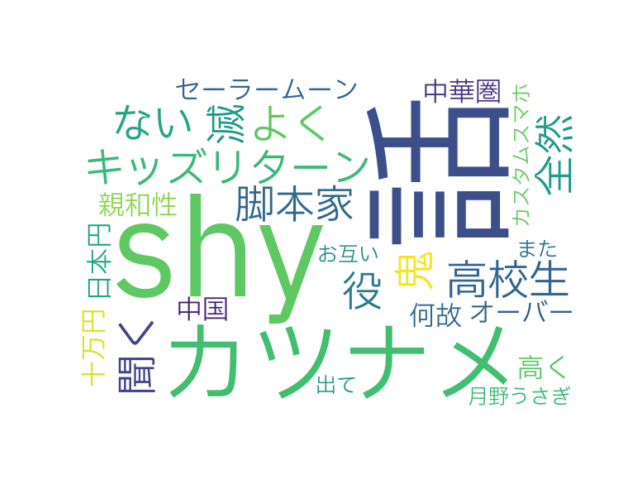 セーラームーン
中華圏
ない
滅
よく
話
カスタムスマホ
全然
キッズリターン
親和性
脚本家
shy
お互い
また
日本円
鬼
高校生
役
中国
何故
オーバー
十万円
聞く
カツナメ
出て
高く
月野うさぎ